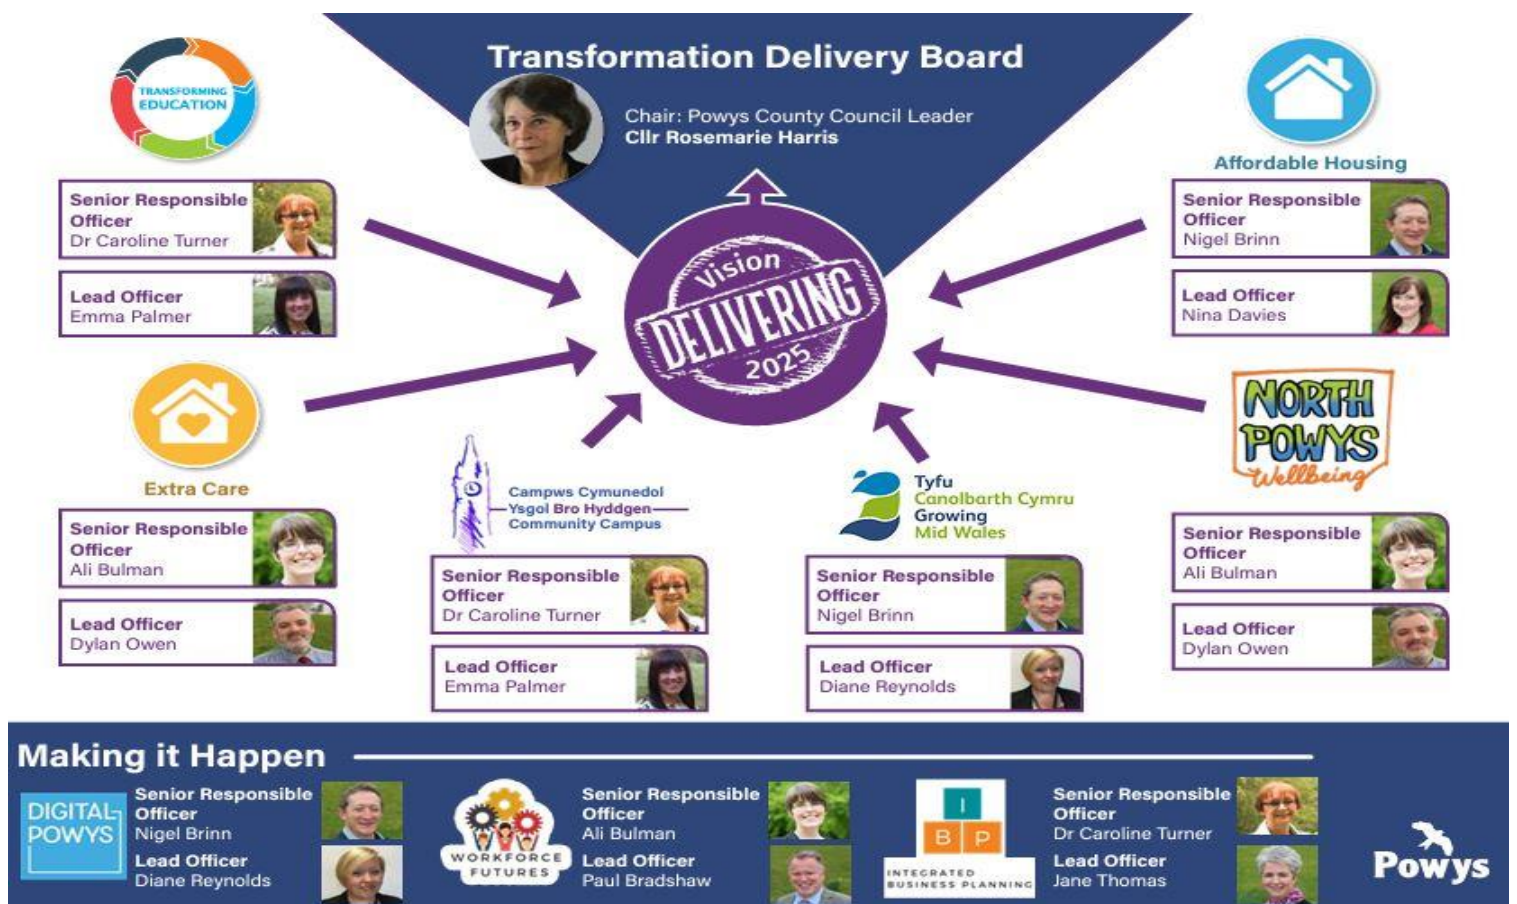 Transformation Delivery Board
Chair: Powys County Council Leader
Cllr Rosemarie Harris
TRANSFORMING
EDUCATION
Senior Responsible
Officer
Dr Caroline Turner
Lead Officer
Emma Palmer
Affordable Housing
Senior Responsible
Officer
Nigel Brinn
Lead Officer
Nina Davies
Vision
DELIVERING
2025
Extra Care
Senior Responsible
Officer
Ali Bulman
Lead Officer
Dylan Owen
Campws Cymunedol
Ysgol Bro Hyddgen
Community Campus
Senior Responsible
Officer
Dr Caroline Turner
Lead Officer
Emma Palmer
Tyfu
Canolbarth Cymru
Growing
Mid Wales
Senior Responsible
Officer
Nigel Brinn
Lead Officer
Diane Reynolds
NORTH
POWYS
Wellbeing
Senior Responsible
Officer
Ali Bulman
Lead Officer
Dylan Owen
Making it Happen
DIGITAL
POWYS
Senior Responsible
Officer
Nigel Brinn
Lead Officer
Diane Reynolds
WORKFORCE
FUTURES
Senior Responsible
Officer
Ali Bulman
Lead Officer
Paul Bradshaw
I
B P
INTEGRATED
BUSINESS PLANNING
Senior Responsible
Officer
Dr Caroline Turner
Lead Officer
Jane Thomas
Powys